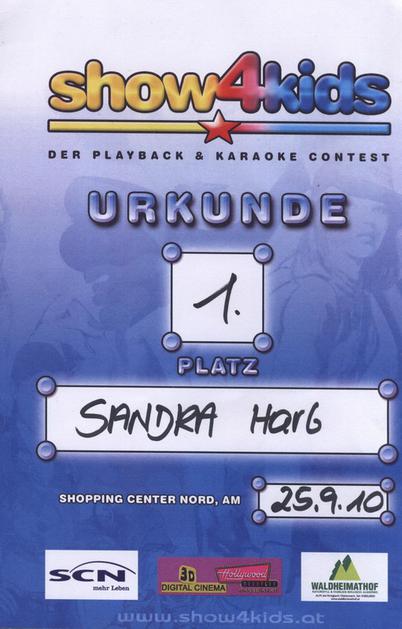 show4kids
DER PLAYBACK & KARAOKE CONTEST
URKUNDE
1.
PLATZ
SANDRA Harb
SHOPPING CENTER NORD, AM 25.9.10
SCN
mehr Leben
3D
DIGITAL CINEMA
Hollywood
WALDHEIMATHOF
www.show4kids.at